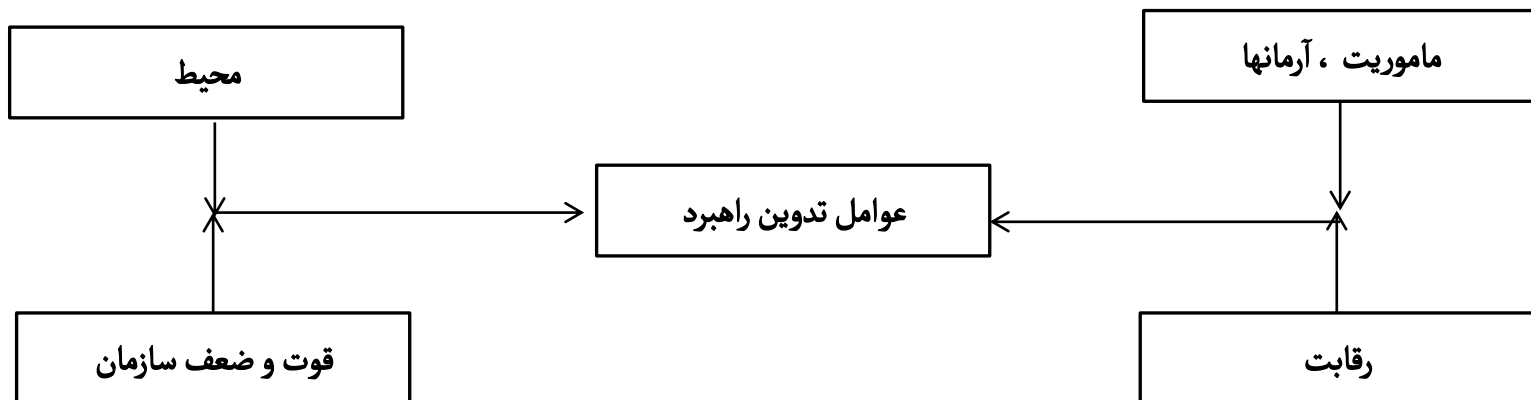 ماموریت ، آرمانها
محیط
عوامل تدوین راهبرد
رقابت
قوت و ضعف سازمان